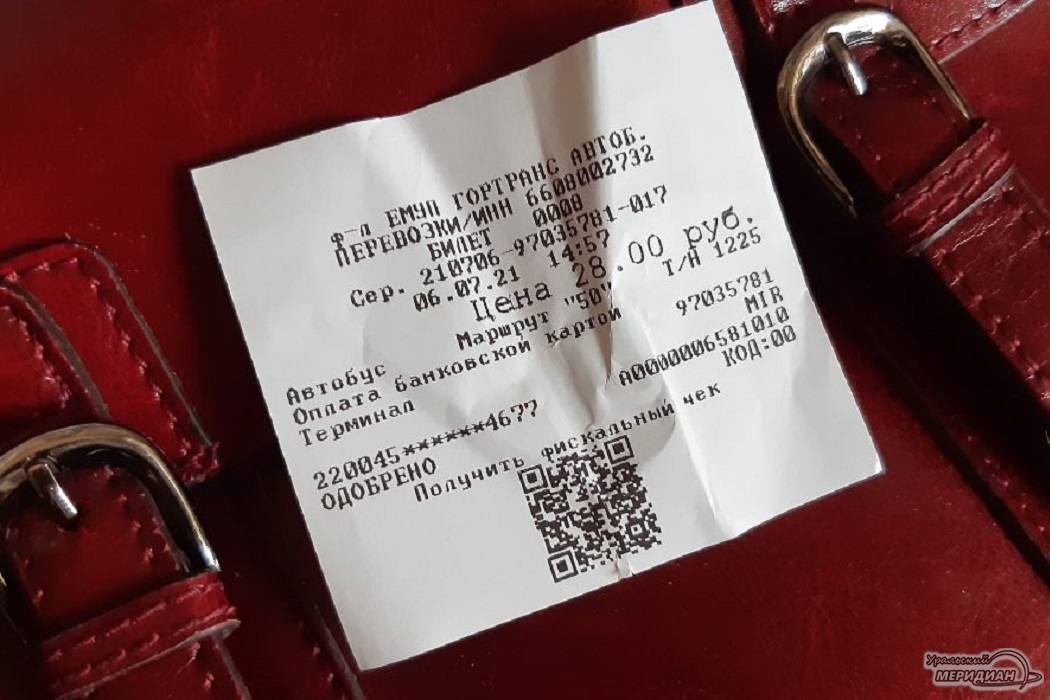 ф-л ЕМУП ГОРТРАНС АВТОБ.
ПЕРЕВОЗКИ/ИНН 6608002732
БИЛЕТ 0008
Сер. 210706-97035781-017
06.07.21 14:57
Цена 28.00 руб.
Маршрут "50" Т/Н 1225
Автобус
Оплата банковской картой
Терминал 97035781
MIR
220045******4677 A0000006581010
ОДОБРЕНО КОД:00
Получить фискальный чек
Уральский
МЕРИДИАН